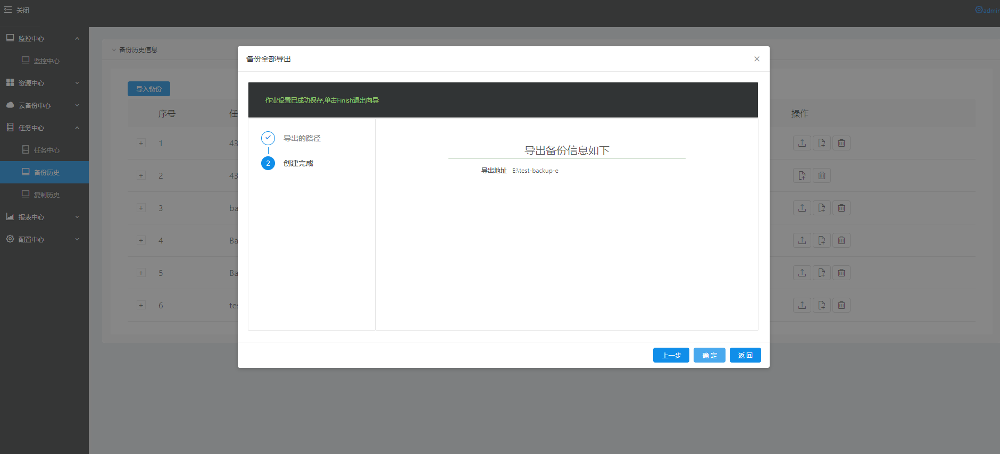 关闭
admin
监控中心
监控中心
资源中心
云备份中心
任务中心
任务中心
备份历史
复制历史
报表中心
配置中心
备份历史信息
导入备份
序号 任 操作
1 43
2 43
3 ba
4 Ba
5 Ba
6 tes
备份全部导出
作业设置已成功保存,单击Finish退出向导
导出的路径
2 创建完成
导出备份信息如下
导出地址 E:\test-backup-e
上一步 确 定 返 回